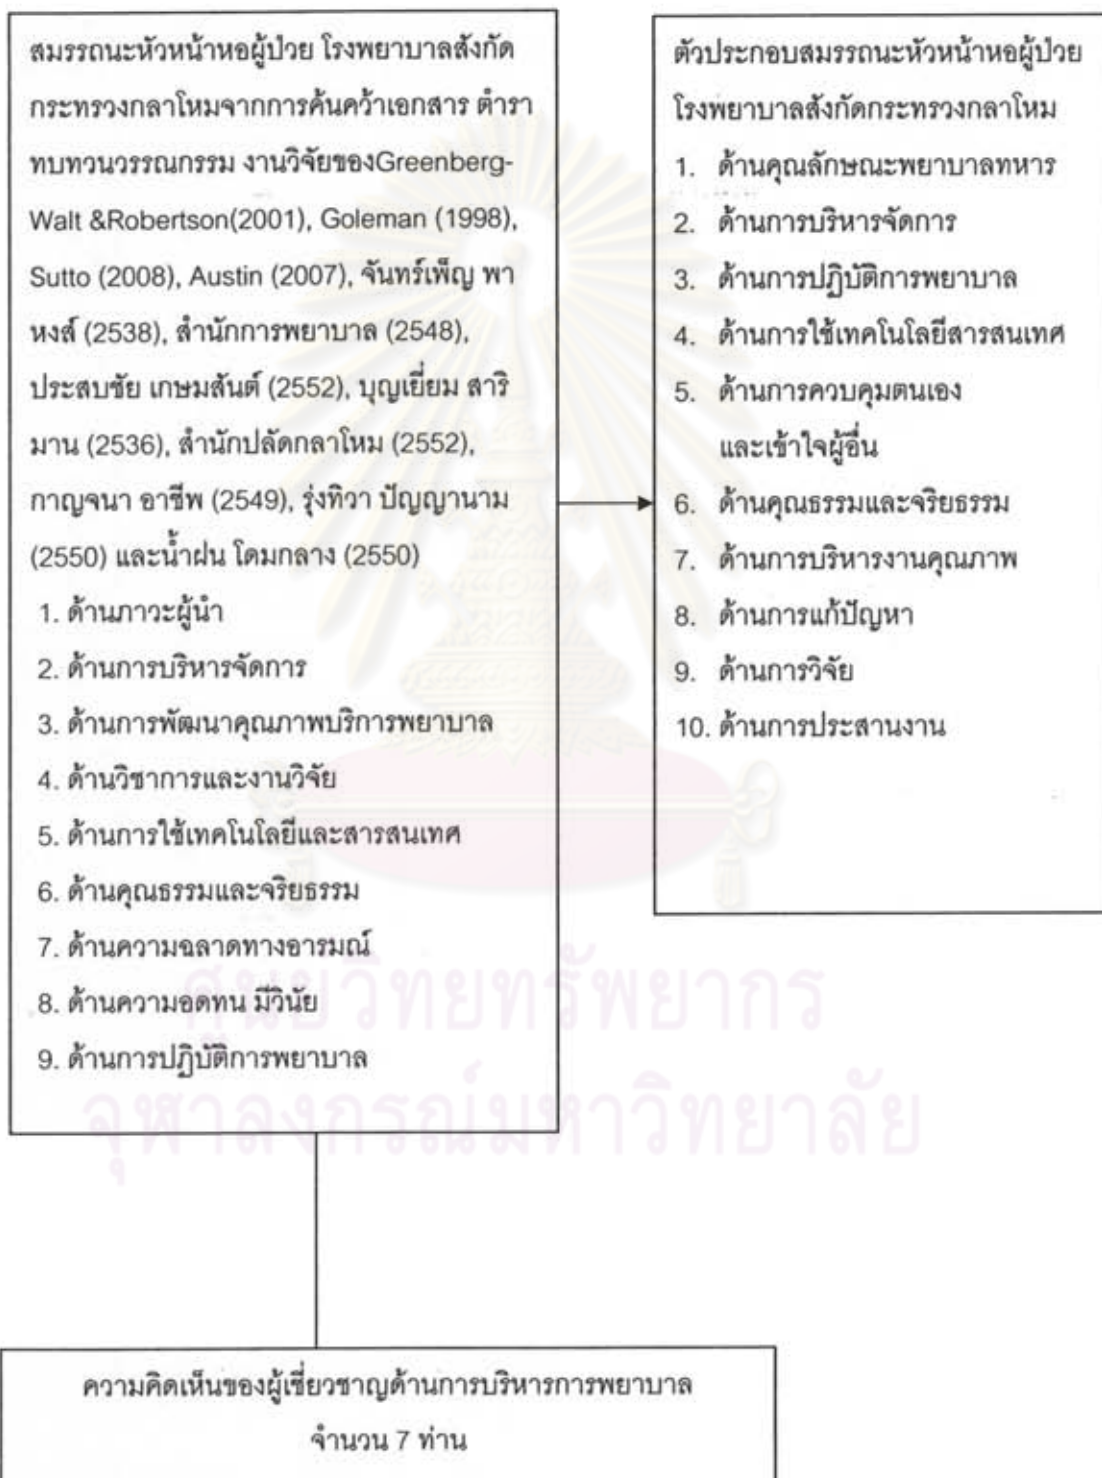 สมรรถนะหัวหน้าหอผู้ป่วย โรงพยาบาลสังกัด
กระทรวงกลาโหมจากการค้นคว้าเอกสาร ตำรา
ทบทวนวรรณกรรม งานวิจัยของGreenberg-
Walt &Robertson(2001), Goleman (1998),
Sutto (2008), Austin (2007), จันทร์เพ็ญ พา
หงส์ (2538), สำนักการพยาบาล (2548),
ประสบชัย เกษมสันต์ (2552), บุญเยี่ยม สาริ
มาน (2536), สำนักปลัดกลาโหม (2552),
กาญจนา อาชีพ (2549), รุ่งทิวา ปัญญานาม
(2550) และน้ำฝน โดมกลาง (2550)
1. ด้านภาวะผู้นำ
2. ด้านการบริหารจัดการ
3. ด้านการพัฒนาคุณภาพบริการพยาบาล
4. ด้านวิชาการและงานวิจัย
5. ด้านการใช้เทคโนโลยีและสารสนเทศ
6. ด้านคุณธรรมและจริยธรรม
7. ด้านความฉลาดทางอารมณ์
8. ด้านความอดทน มีวินัย
9. ด้านการปฏิบัติการพยาบาล
ตัวประกอบสมรรถนะหัวหน้าหอผู้ป่วย
โรงพยาบาลสังกัดกระทรวงกลาโหม
1. ด้านคุณลักษณะพยาบาลทหาร
2. ด้านการบริหารจัดการ
3. ด้านการปฏิบัติการพยาบาล
4. ด้านการใช้เทคโนโลยีสารสนเทศ
5. ด้านการควบคุมตนเอง
และเข้าใจผู้อื่น
6. ด้านคุณธรรมและจริยธรรม
7. ด้านการบริหารงานคุณภาพ
8. ด้านการแก้ปัญหา
9. ด้านการวิจัย
10. ด้านการประสานงาน
ศูนย์วิทยทรัพยากร
จุฬาลงกรณ์มหาวิทยาลัย
ความคิดเห็นของผู้เชี่ยวชาญด้านการบริหารการพยาบาล
จำนวน 7 ท่าน